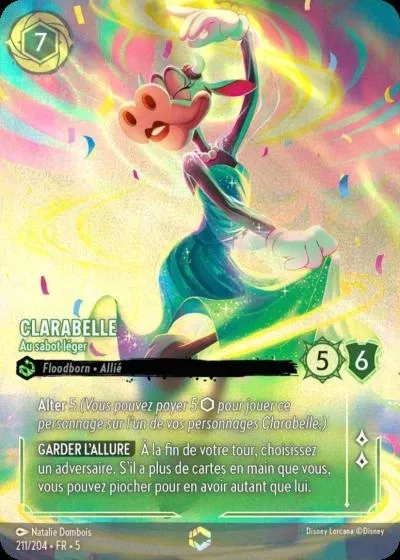 7
CLARABELLE
Au sabot léger
Floodborn • Allié
5
6
Alter 5 (Vous pouvez payer 5 ⬡ pour jouer ce
personnage sur l'un de vos personnages Clarabelle.)
GARDER L'ALLURE À la fin de votre tour, choisissez
un adversaire. S'il a plus de cartes en main que vous,
vous pouvez piocher pour en avoir autant que lui.
Natalie Dombois
Disney Lorcana ©Disney
211/204 • FR • 5